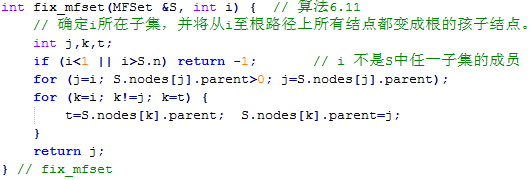 int fix_mfset(MFSet &S, int i) {  // 算法6.11
   // 确定i所在子集，并将从i至根路径上所有结点都变成根的孩子结点。
   int j,k,t;
   if (i<1 || i>S.n) return -1;       // i 不是S中任一子集的成员
   for (j=i; S.nodes[j].parent>0; j=S.nodes[j].parent);
   for (k=i; k!=j; k=t) {
      t=S.nodes[k].parent;  S.nodes[k].parent=j;
   }
   return j;
} // fix_mfset